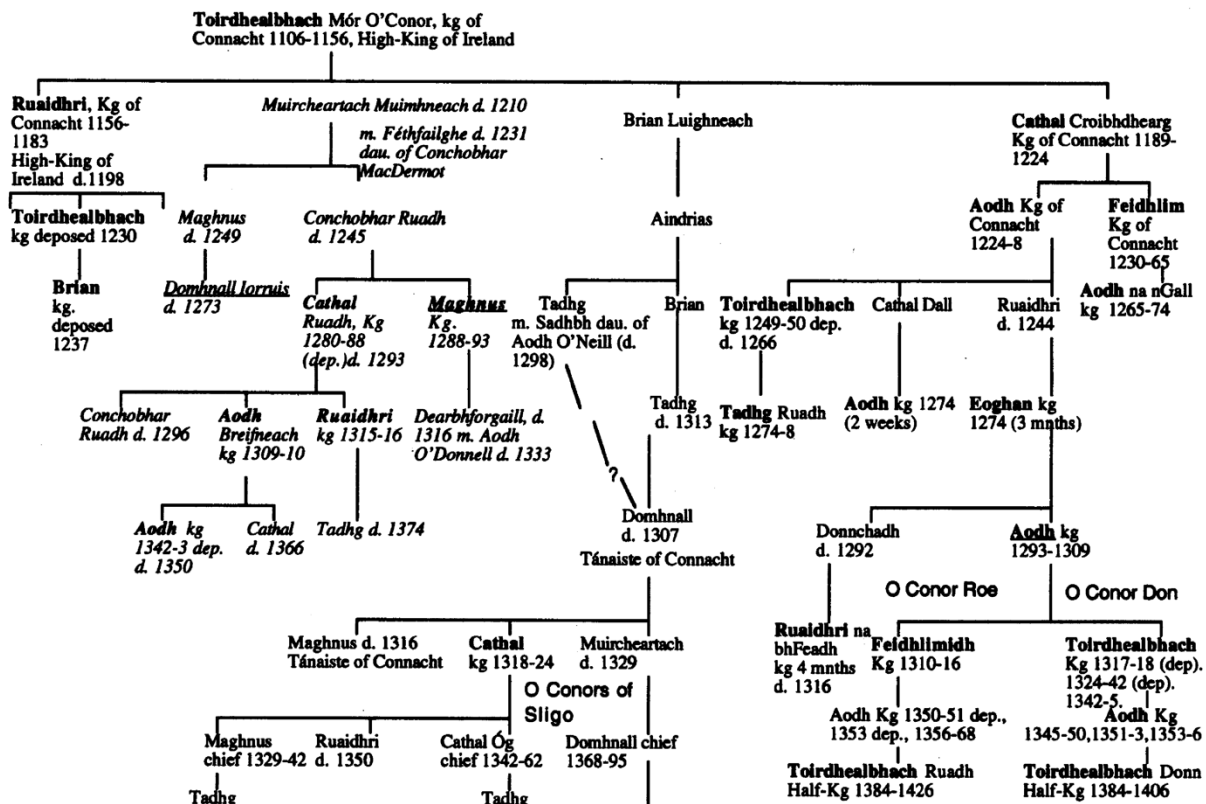 Toirdhealbhach Mór O'Conor, kg of
Connacht 1106-1156, High-King of Ireland
Ruaidhri, Kg of
Connacht 1156-
1183
High-King of
Ireland d.1198
Muircheartach Muimhneach d. 1210
m. Féthfailghe d. 1231
dau. of Conchobhar
MacDermot
Brian Luighneach
Cathal Croibhdhearg
Kg of Connacht 1189-
1224
Toirdhealbhach
kg deposed 1230
Maghnus
d. 1249
Conchobhar Ruadh
d. 1245
Aindrias
Aodh Kg of
Connacht
1224-8
Feidhlim
Kg of
Connacht
1230-65
Brian
kg.
deposed
1237
Domhnall Iorruis
d. 1273
Cathal
Ruadh, Kg
1280-88
(dep.)d. 1293
Maghnus
Kg.
1288-93
Tadhg
m. Sadhbh dau. of
Aodh O'Neill (d.
1298)
Brian
Toirdhealbhach
kg 1249-50 dep.
d. 1266
Cathal Dall
Ruaidhri
d. 1244
Aodh na nGall
kg 1265-74
Conchobhar
Ruadh d. 1296
Aodh
Breifneach
kg 1309-10
Ruaidhri
kg 1315-16
Dearbhforgaill, d.
1316 m. Aodh
O'Donnell d. 1333
Tadhg
d. 1313
Tadhg Ruadh
kg 1274-8
Aodh kg 1274
(2 weeks)
Eoghan kg
1274 (3 mnths)
?
Aodh kg
1342-3 dep.
d. 1350
Cathal
d. 1366
Tadhg d. 1374
Domhnall
d. 1307
Tánaiste of Connacht
Donnchadh
d. 1292
Aodh kg
1293-1309
O Conor Roe
O Conor Don
Maghnus d. 1316
Tánaiste of Connacht
Cathal
kg 1318-24
Muircheartach
d. 1329
Ruaidhri na
bhFeadh
kg 4 mnths
d. 1316
Feidhlimidh
Kg 1310-16
Toirdhealbhach
Kg 1317-18 (dep).
1324-42 (dep).
1342-5.
O Conors of
Sligo
Maghnus
chief 1329-42
Ruaidhri
d. 1350
Cathal Óg
chief 1342-62
Domhnall chief
1368-95
Aodh Kg 1350-51 dep.,
1353 dep., 1356-68
Aodh Kg
1345-50,1351-3,1353-6
Tadhg
Tadhg
Toirdhealbhach Ruadh
Half-Kg 1384-1426
Toirdhealbhach Donn
Half-Kg 1384-1406